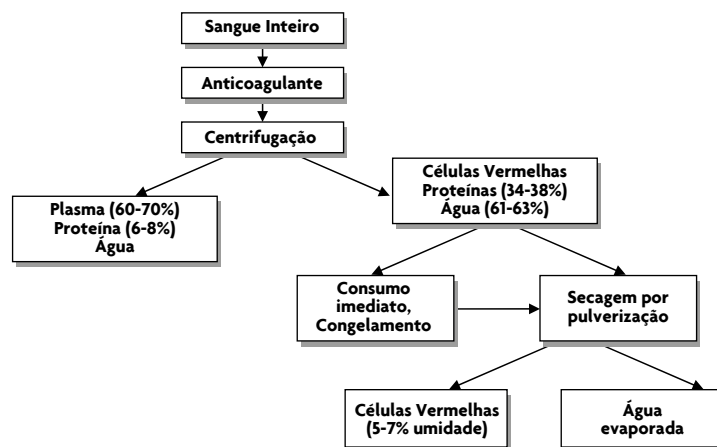 Sangue Inteiro
Anticoagulante
Centrifugação
Células Vermelhas
Proteínas (34-38%)
Água (61-63%)
Plasma (60-70%)
Proteína (6-8%)
Água
Consumo
imediato,
Congelamento
Secagem por
pulverização
Células Vermelhas
(5-7% umidade)
Água
evaporada